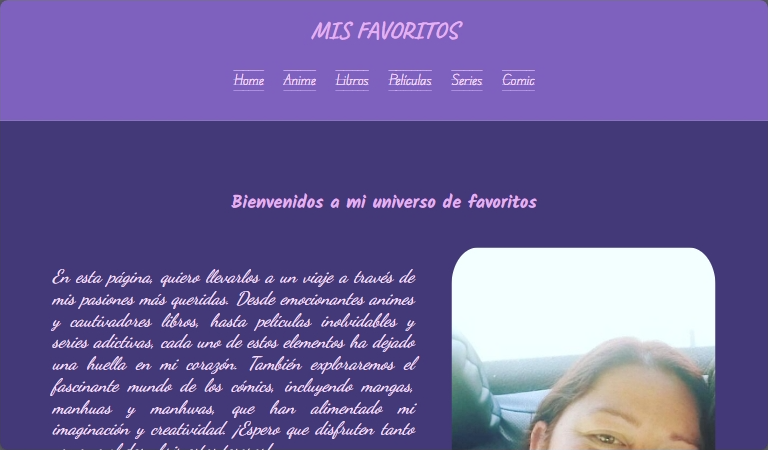 MIS FAVORITOS
Home Anime Libros Películas Series Comic
Bienvenidos a mi universo de favoritos
En esta página, quiero llevarlos a un viaje a través de
mis pasiones más queridas. Desde emocionantes animes
y cautivadores libros, hasta películas inolvidables y
series adictivas, cada uno de estos elementos ha dejado
una huella en mi corazón. También exploraremos el
fascinante mundo de los cómics, incluyendo mangas,
manhuas y manhwas, que han alimentado mi
imaginación y creatividad. ¡Espero que disfruten tanto